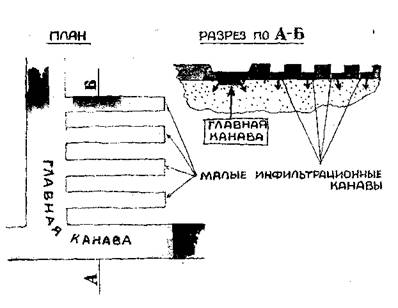 ПЛАН
РАЗРЕЗ ПО А-Б
Б
ГЛАВНАЯ
КАНАВА
МАЛЫЕ ИНФИЛЬТРАЦИОННЫЕ
КАНАВЫ
ГЛАВНАЯ
КАНАВА
А